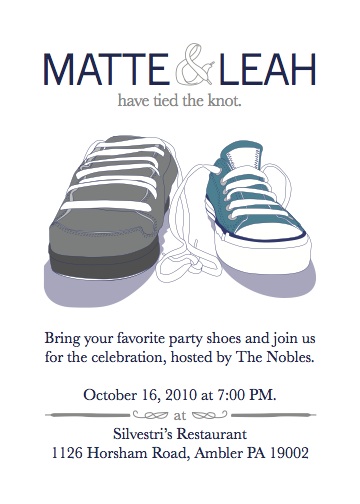 MATTE & LEAH
have tied the knot.
Bring your favorite party shoes and join us
for the celebration, hosted by The Nobles.
October 16, 2010 at 7:00 PM.
at
Silvestri's Restaurant
1126 Horsham Road, Ambler PA 19002